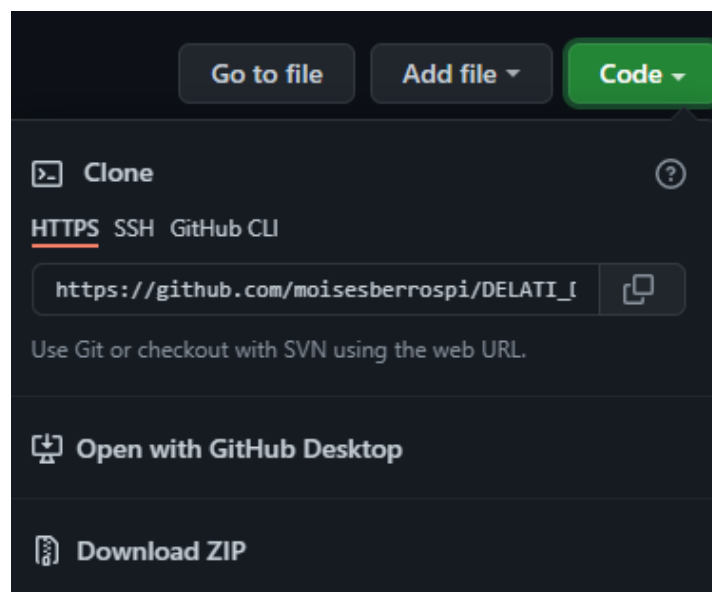 Go to file Add file Code
Clone
HTTPS SSH GitHub CLI
https://github.com/moisesberrospi/DELATI_
Use Git or checkout with SVN using the web URL.
Open with GitHub Desktop
Download ZIP